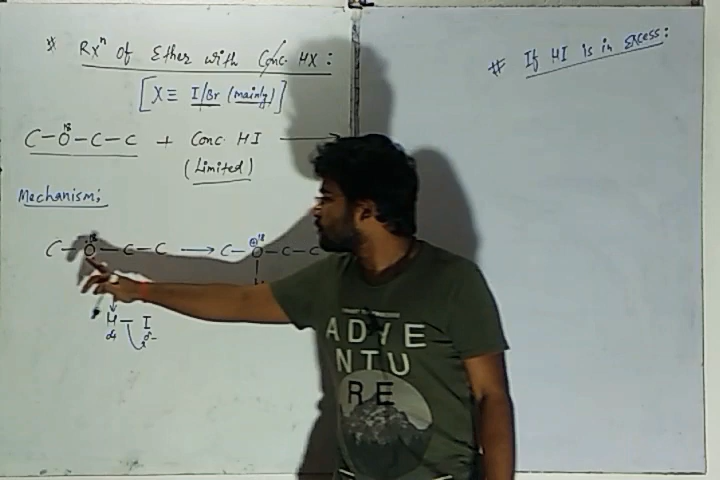 * Rxⁿ of Ether with Conc. HX :
[X ≡ I/Br (mainly)]
C-O¹⁸-C-C + Conc HI →
(Limited)
Mechanism;
C-O¹⁸-C-C → C-O¹⁸-C-C
⊕
H-I
δ+ δ-
# If HI is in excess:
ADVE
NTU
RE